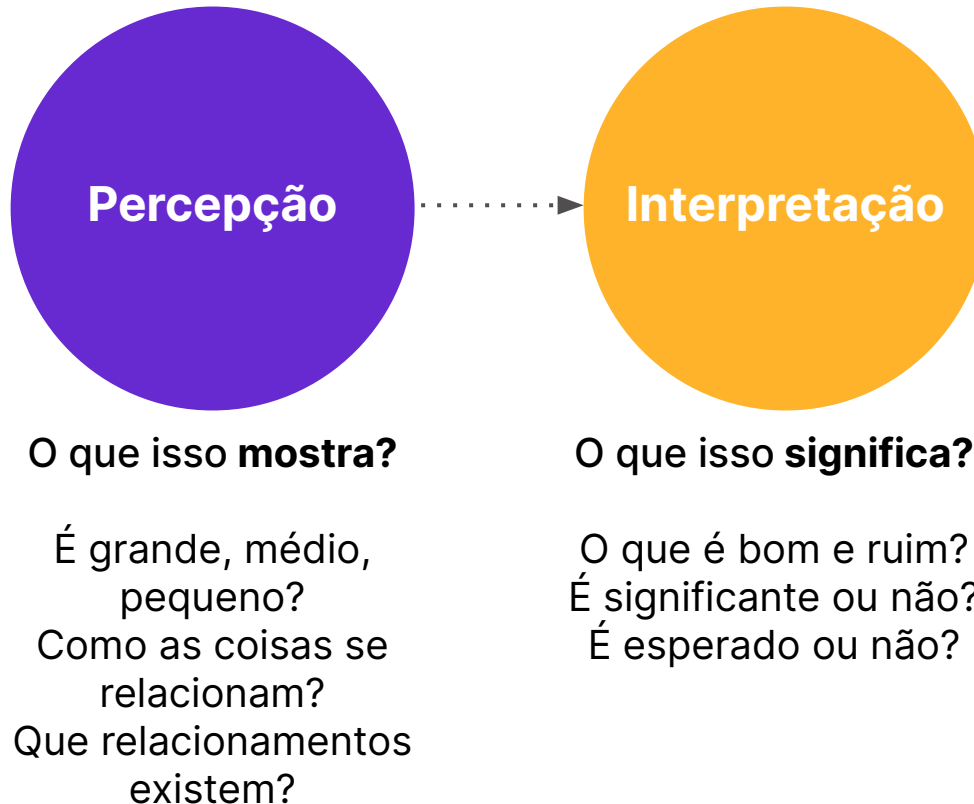 Percepção
Interpretação
O que isso mostra?
É grande, médio,
pequeno?
Como as coisas se
relacionam?
Que relacionamentos
existem?
O que isso significa?
O que é bom e ruim?
É significante ou não?
É esperado ou não?